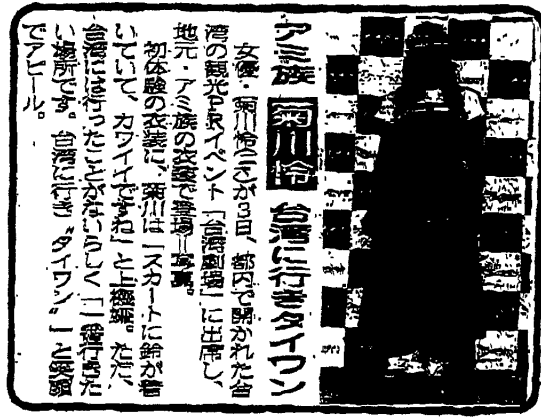 アミ族 菊川怜 台湾に行きタイワン
女優・菊川怜が3日、都内で開かれた台
湾の観光PRイベント「台湾劇場」に出席し、
地元・アミ族の衣装で登場＝写真。
初体験の衣装に、菊川は「スカートに鈴が着
いていて、カワイイですね」と上機嫌。ただ、
台湾には行ったことがないらしく「一番行きた
い場所です。台湾に行き〝タイワン〟」と笑顔
でアピール。